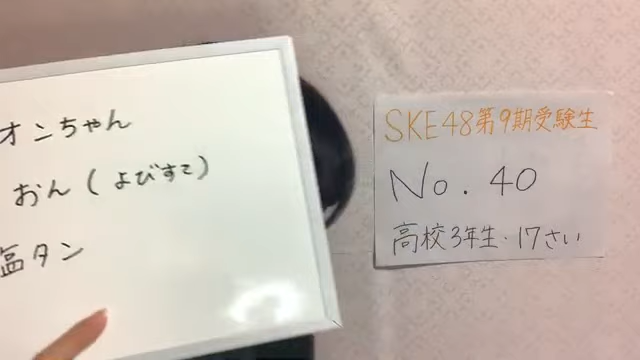 オンちゃん
おん(よびすて)
塩タン
SKE48第9期受験生
No. 40
高校3年生・17さい